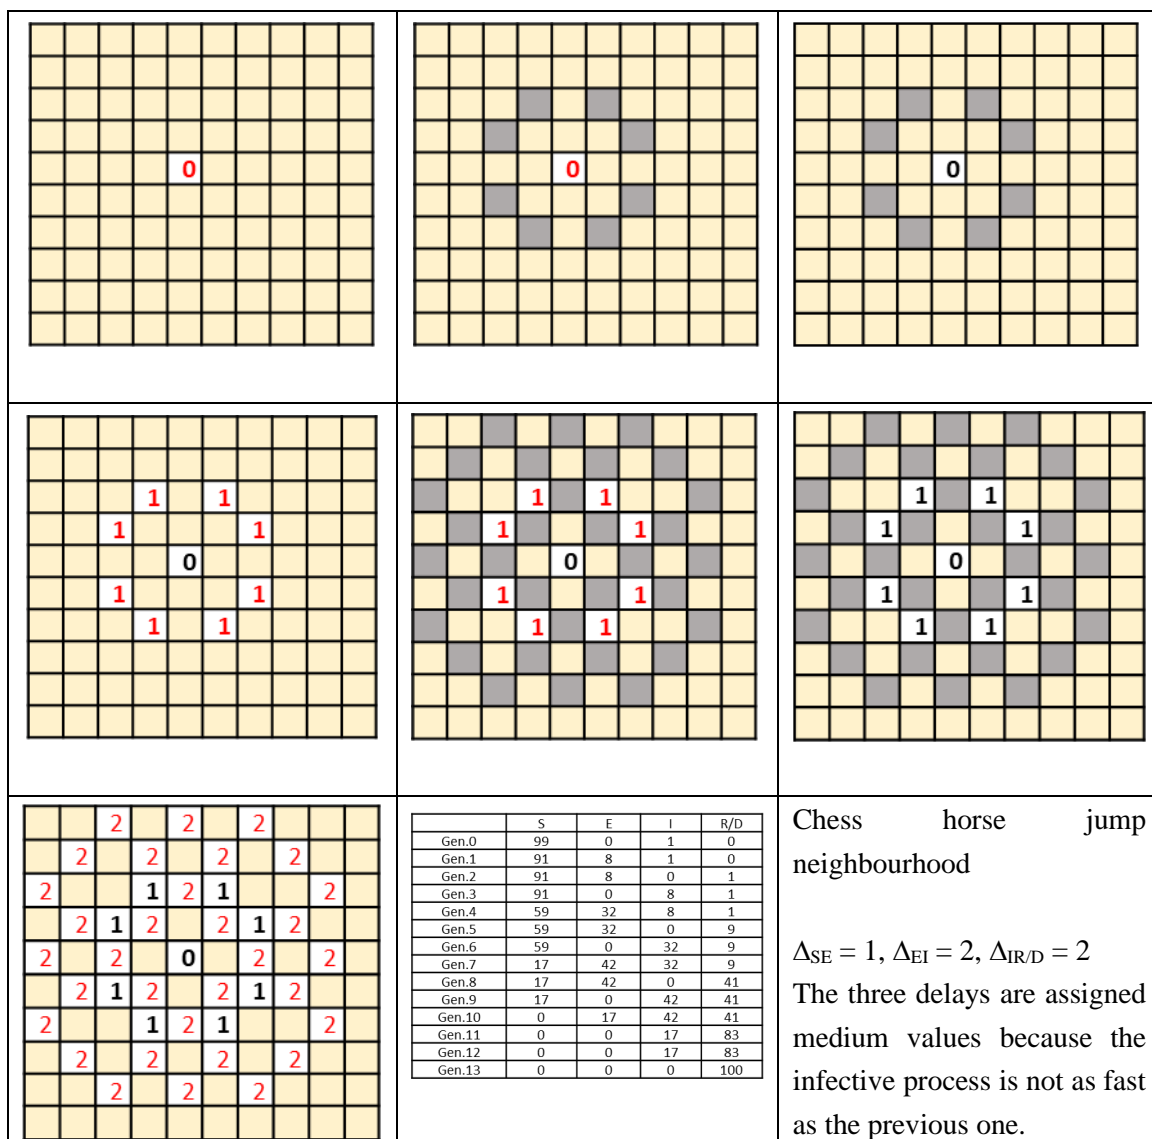 0
0
0
1 1
1 1
0
1 1
1 1
1 1
1 1
0
1 1
1 1
1 1
1 1
0
1 1
1 1
2 2 2
2 2 2 2
2 1 2 1 2
2 1 2 2 1 2
2 2 0 2 2
2 1 2 2 1 2
2 1 2 1 2
2 2 2 2
2 2 2
S E I R/D
Gen.0 99 0 1 0
Gen.1 91 8 1 0
Gen.2 91 8 0 1
Gen.3 91 0 8 1
Gen.4 59 32 8 1
Gen.5 59 32 0 9
Gen.6 59 0 32 9
Gen.7 17 42 32 9
Gen.8 17 42 0 41
Gen.9 17 0 42 41
Gen.10 0 17 42 41
Gen.11 0 0 17 83
Gen.12 0 0 17 83
Gen.13 0 0 0 100
Chess horse jump
neighbourhood
ΔSE = 1, ΔEI = 2, ΔIR/D = 2
The three delays are assigned
medium values because the
infective process is not as fast
as the previous one.